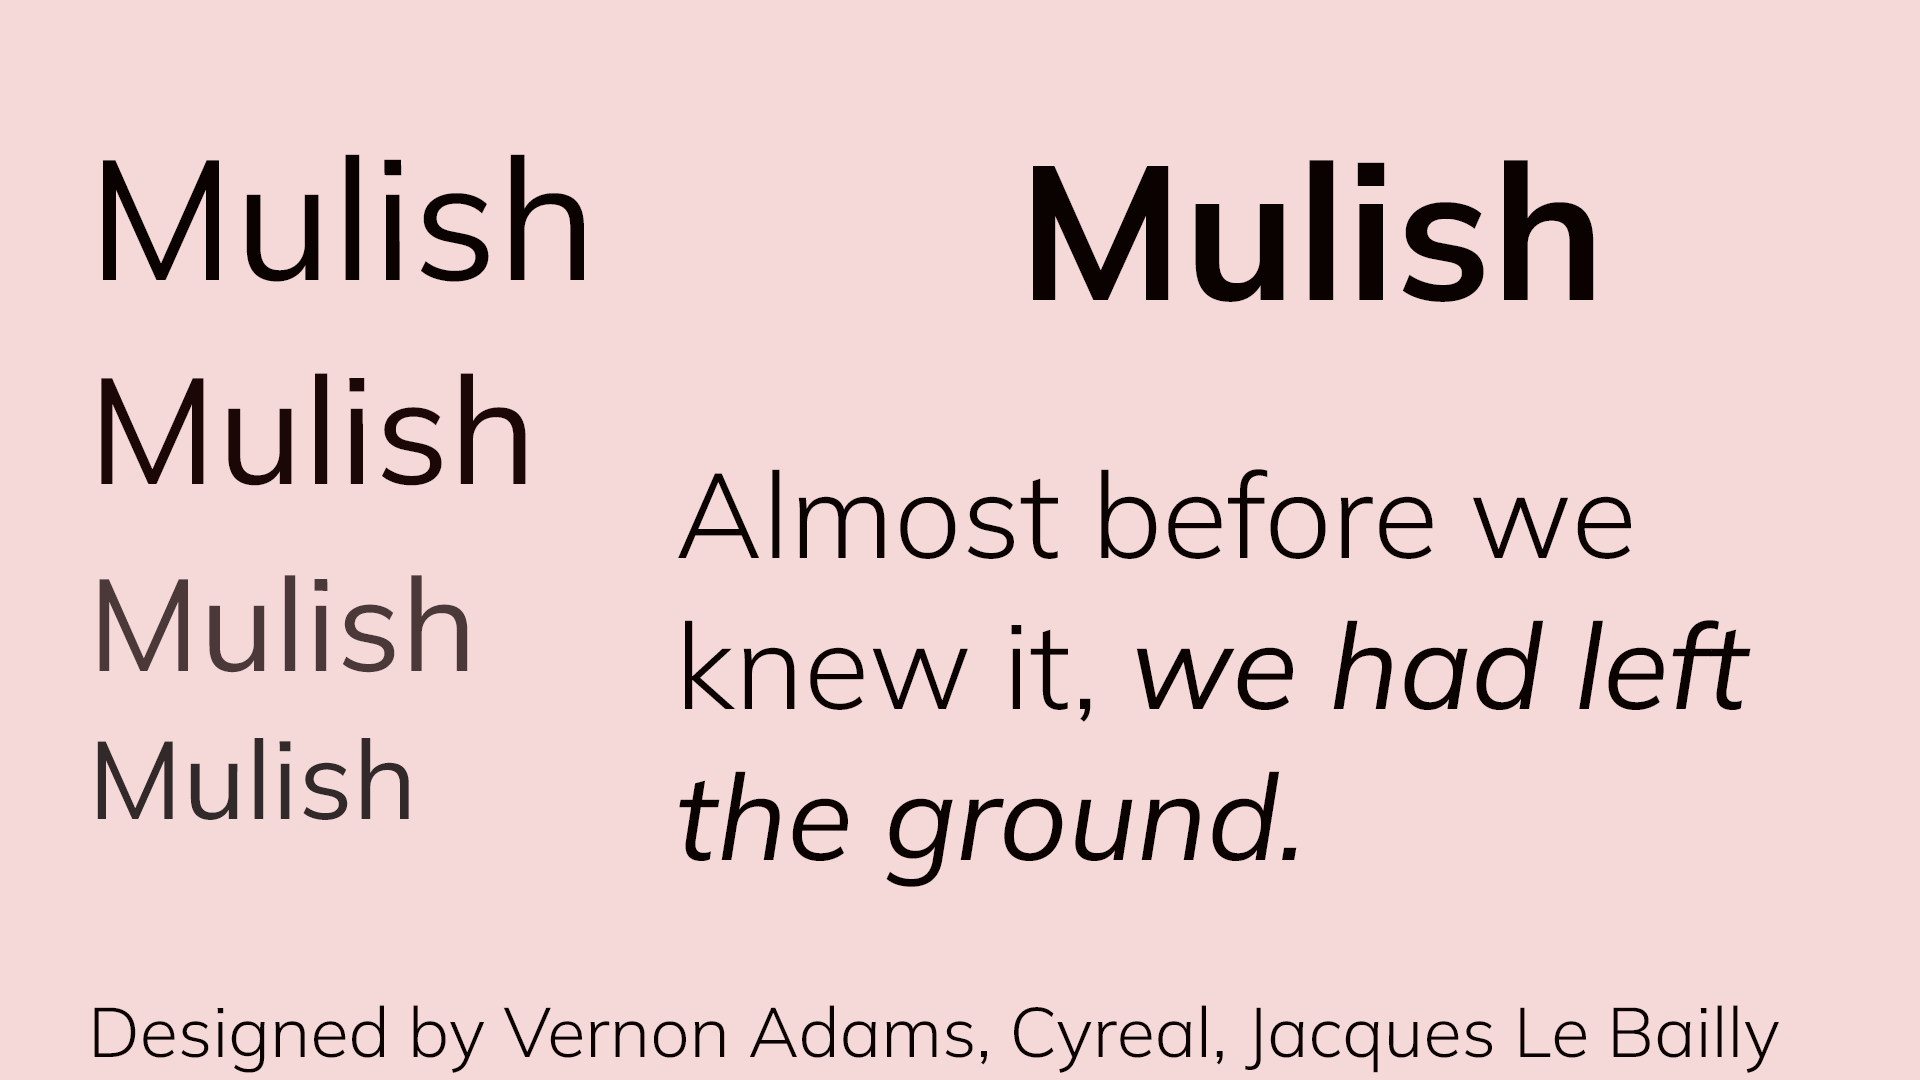 Mulish
Mulish
Mulish
Mulish
Mulish
Almost before we
knew it, we had left
the ground.
Designed by Vernon Adams, Cyreal, Jacques Le Bailly